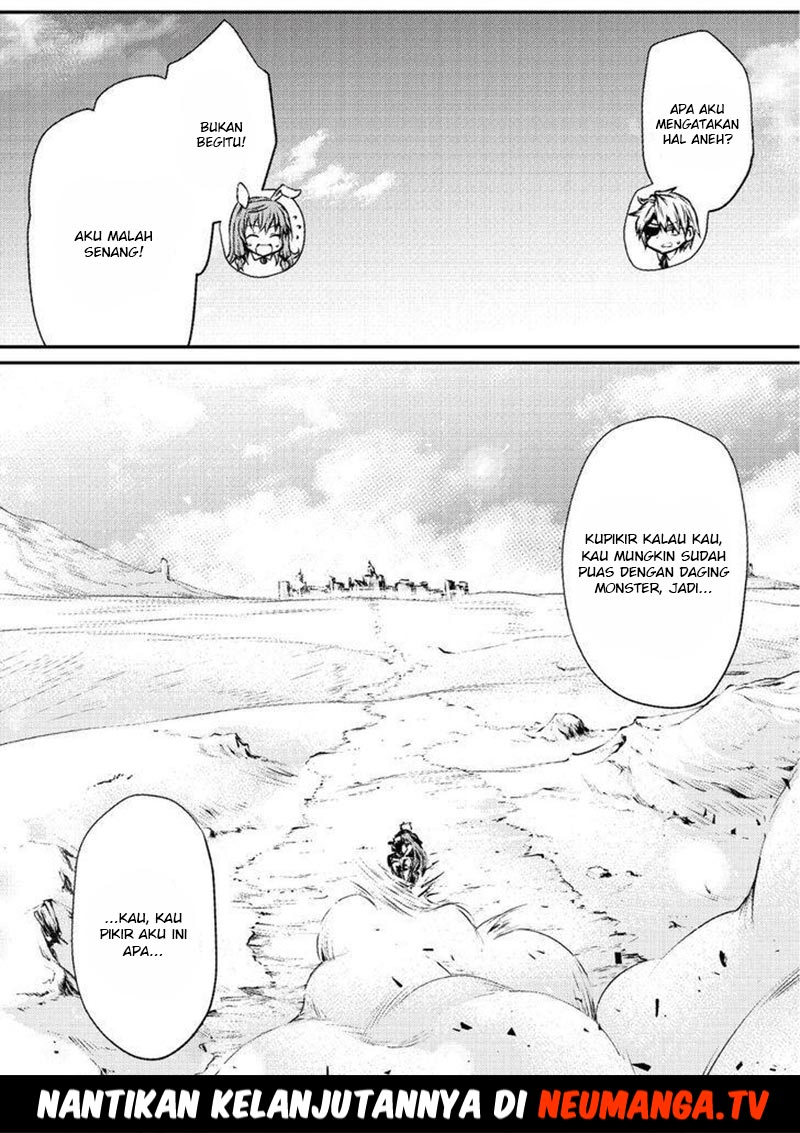 APA AKU
MENGATAKAN
HAL ANEH?
BUKAN
BEGITU!
AKU MALAH
SENANG!
KUPIKIR KALAU KAU,
KAU MUNGKIN SUDAH
PUAS DENGAN DAGING
MONSTER, JADI...
...KAU, KAU
PIKIR AKU INI
APA...
NANTIKAN KELANJUTANNYA DI NEUMANGA.TV